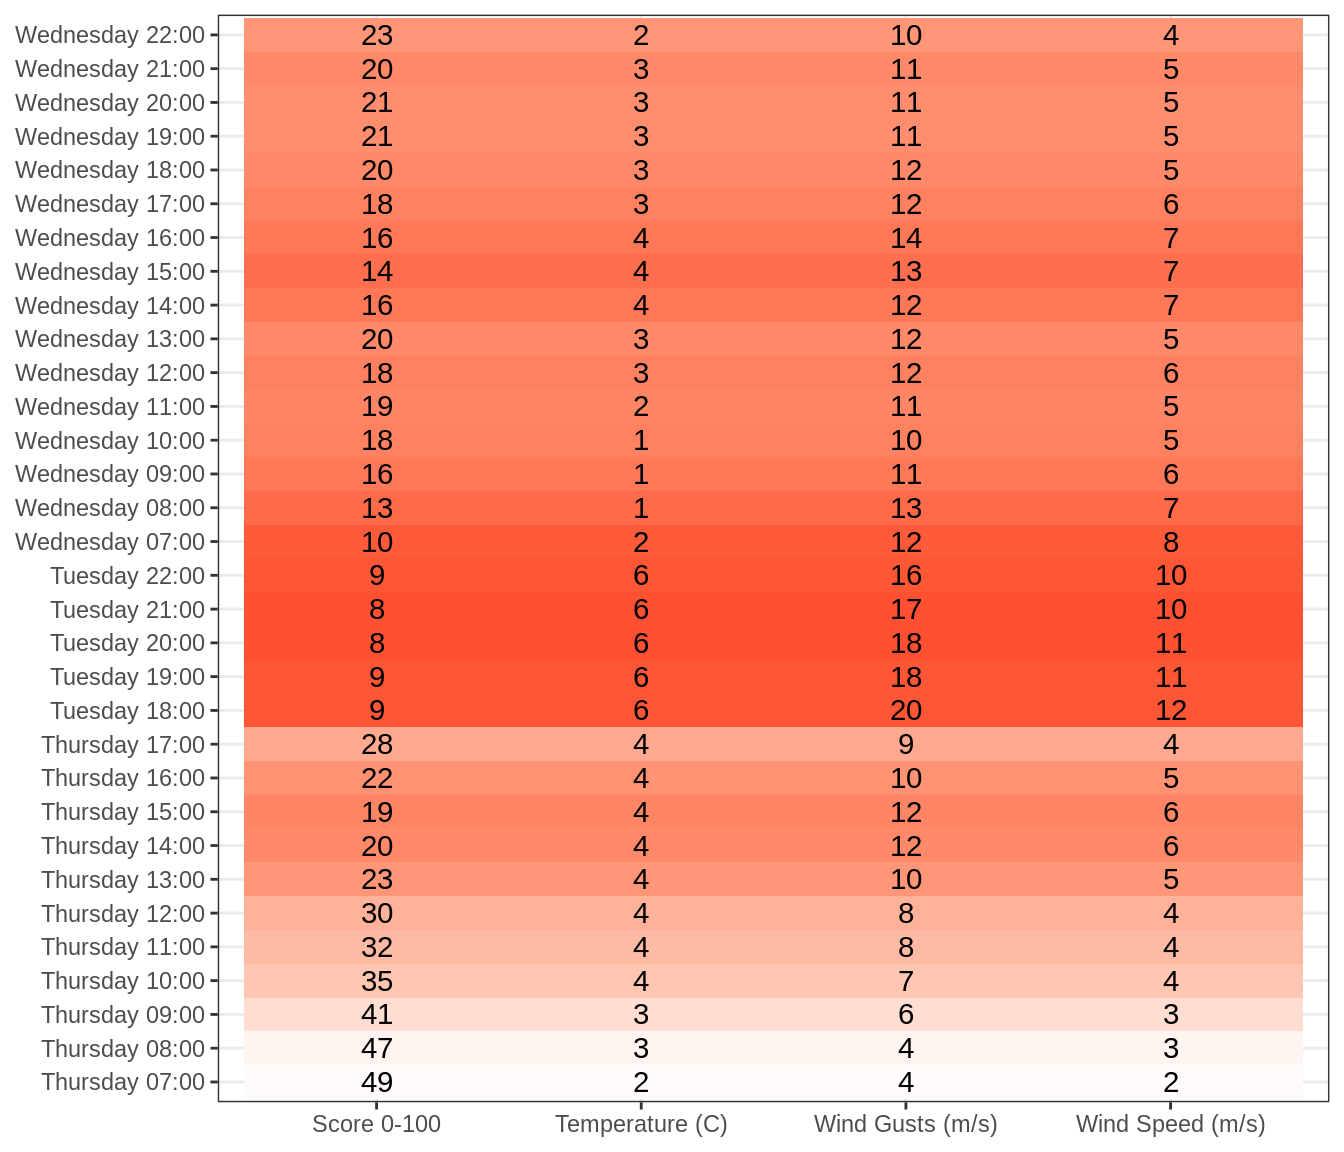 Wednesday 22:00 23 2 10 4
Wednesday 21:00 20 3 11 5
Wednesday 20:00 21 3 11 5
Wednesday 19:00 21 3 11 5
Wednesday 18:00 20 3 12 5
Wednesday 17:00 18 3 12 6
Wednesday 16:00 16 4 14 7
Wednesday 15:00 14 4 13 7
Wednesday 14:00 16 4 12 7
Wednesday 13:00 20 3 12 5
Wednesday 12:00 18 3 12 6
Wednesday 11:00 19 2 11 5
Wednesday 10:00 18 1 10 5
Wednesday 09:00 16 1 11 6
Wednesday 08:00 13 1 13 7
Wednesday 07:00 10 2 12 8
Tuesday 22:00 9 6 16 10
Tuesday 21:00 8 6 17 10
Tuesday 20:00 8 6 18 11
Tuesday 19:00 9 6 18 11
Tuesday 18:00 9 6 20 12
Thursday 17:00 28 4 9 4
Thursday 16:00 22 4 10 5
Thursday 15:00 19 4 12 6
Thursday 14:00 20 4 12 6
Thursday 13:00 23 4 10 5
Thursday 12:00 30 4 8 4
Thursday 11:00 32 4 8 4
Thursday 10:00 35 4 7 4
Thursday 09:00 41 3 6 3
Thursday 08:00 47 3 4 3
Thursday 07:00 49 2 4 2
Score 0-100 Temperature (C) Wind Gusts (m/s) Wind Speed (m/s)